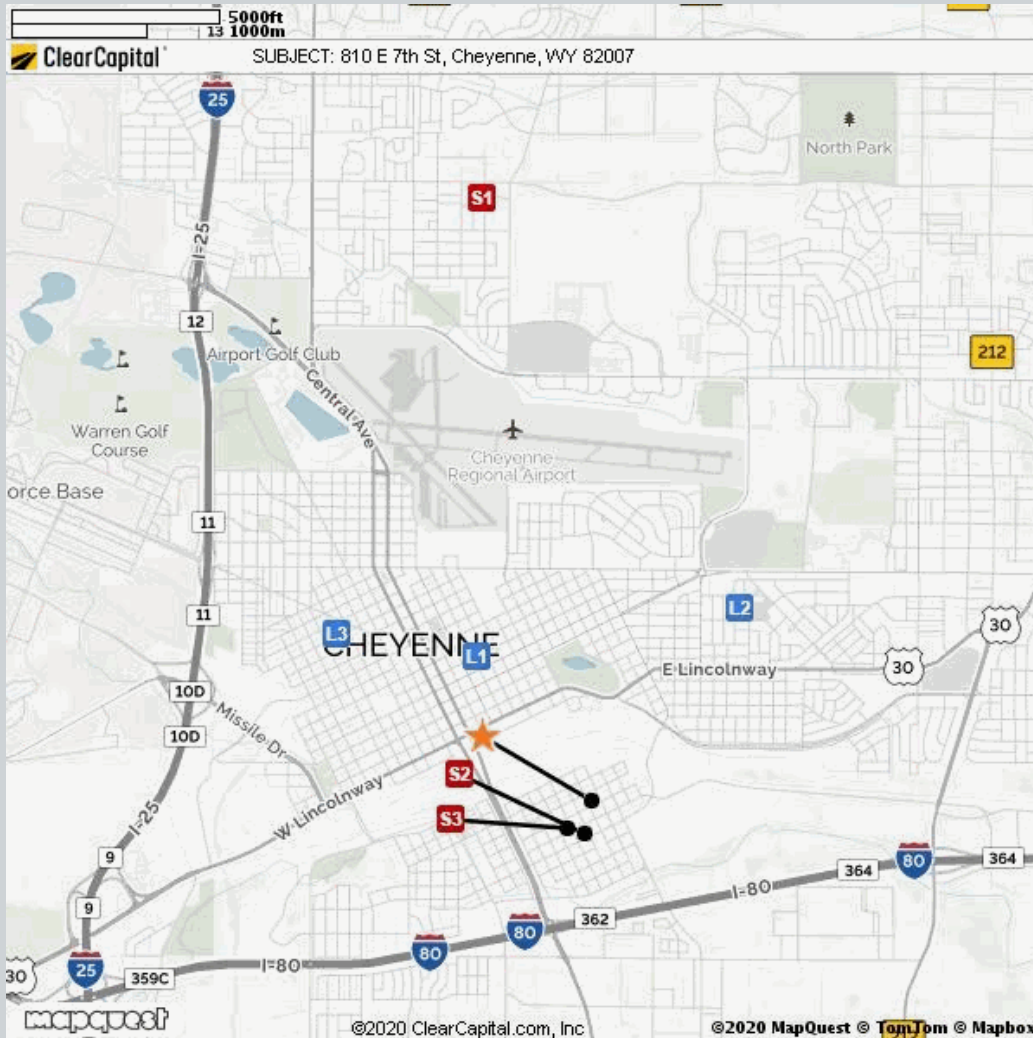 5000ft
13 1000m
ClearCapital
SUBJECT: 810 E 7th St, Cheyenne, WY 82007
25
North Park
S1
I-25
12
Airport Golf Club
212
Central Ave
Warren Golf
Course
Cheyenne
Regional Airport
orce Base
11
11
L2
L3
CHEYENNE
L1
30
30
E Lincolnway
10D
Missile Dr
10D
S2
W Lincolnway
S3
I-25
9
80
364
364
I-80
9
362
80
80
I-80
30
25
359C
mapquest
©2020 ClearCapital.com, Inc
©2020 MapQuest © TomTom © Mapbox
212